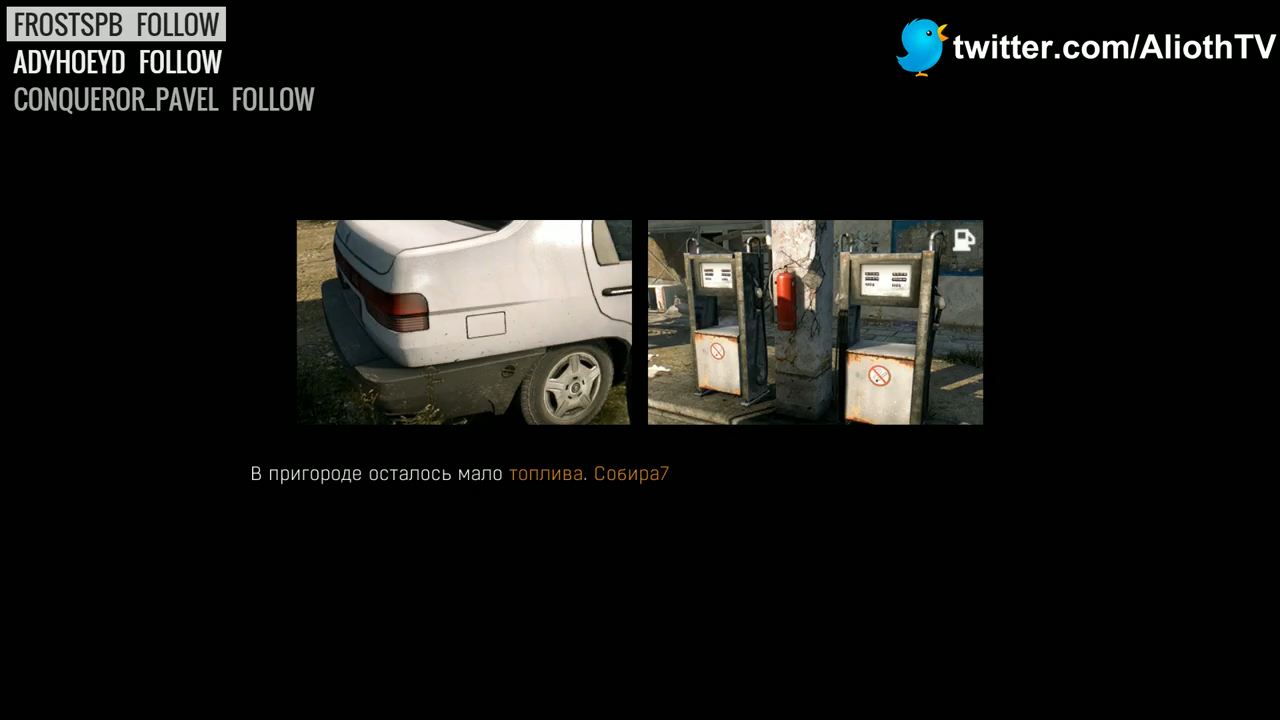 FROSTSPB FOLLOW
ADYHOEYD FOLLOW
CONQUEROR_PAVEL FOLLOW
twitter.com/AliothTV
В пригороде осталось мало топлива. Собира7